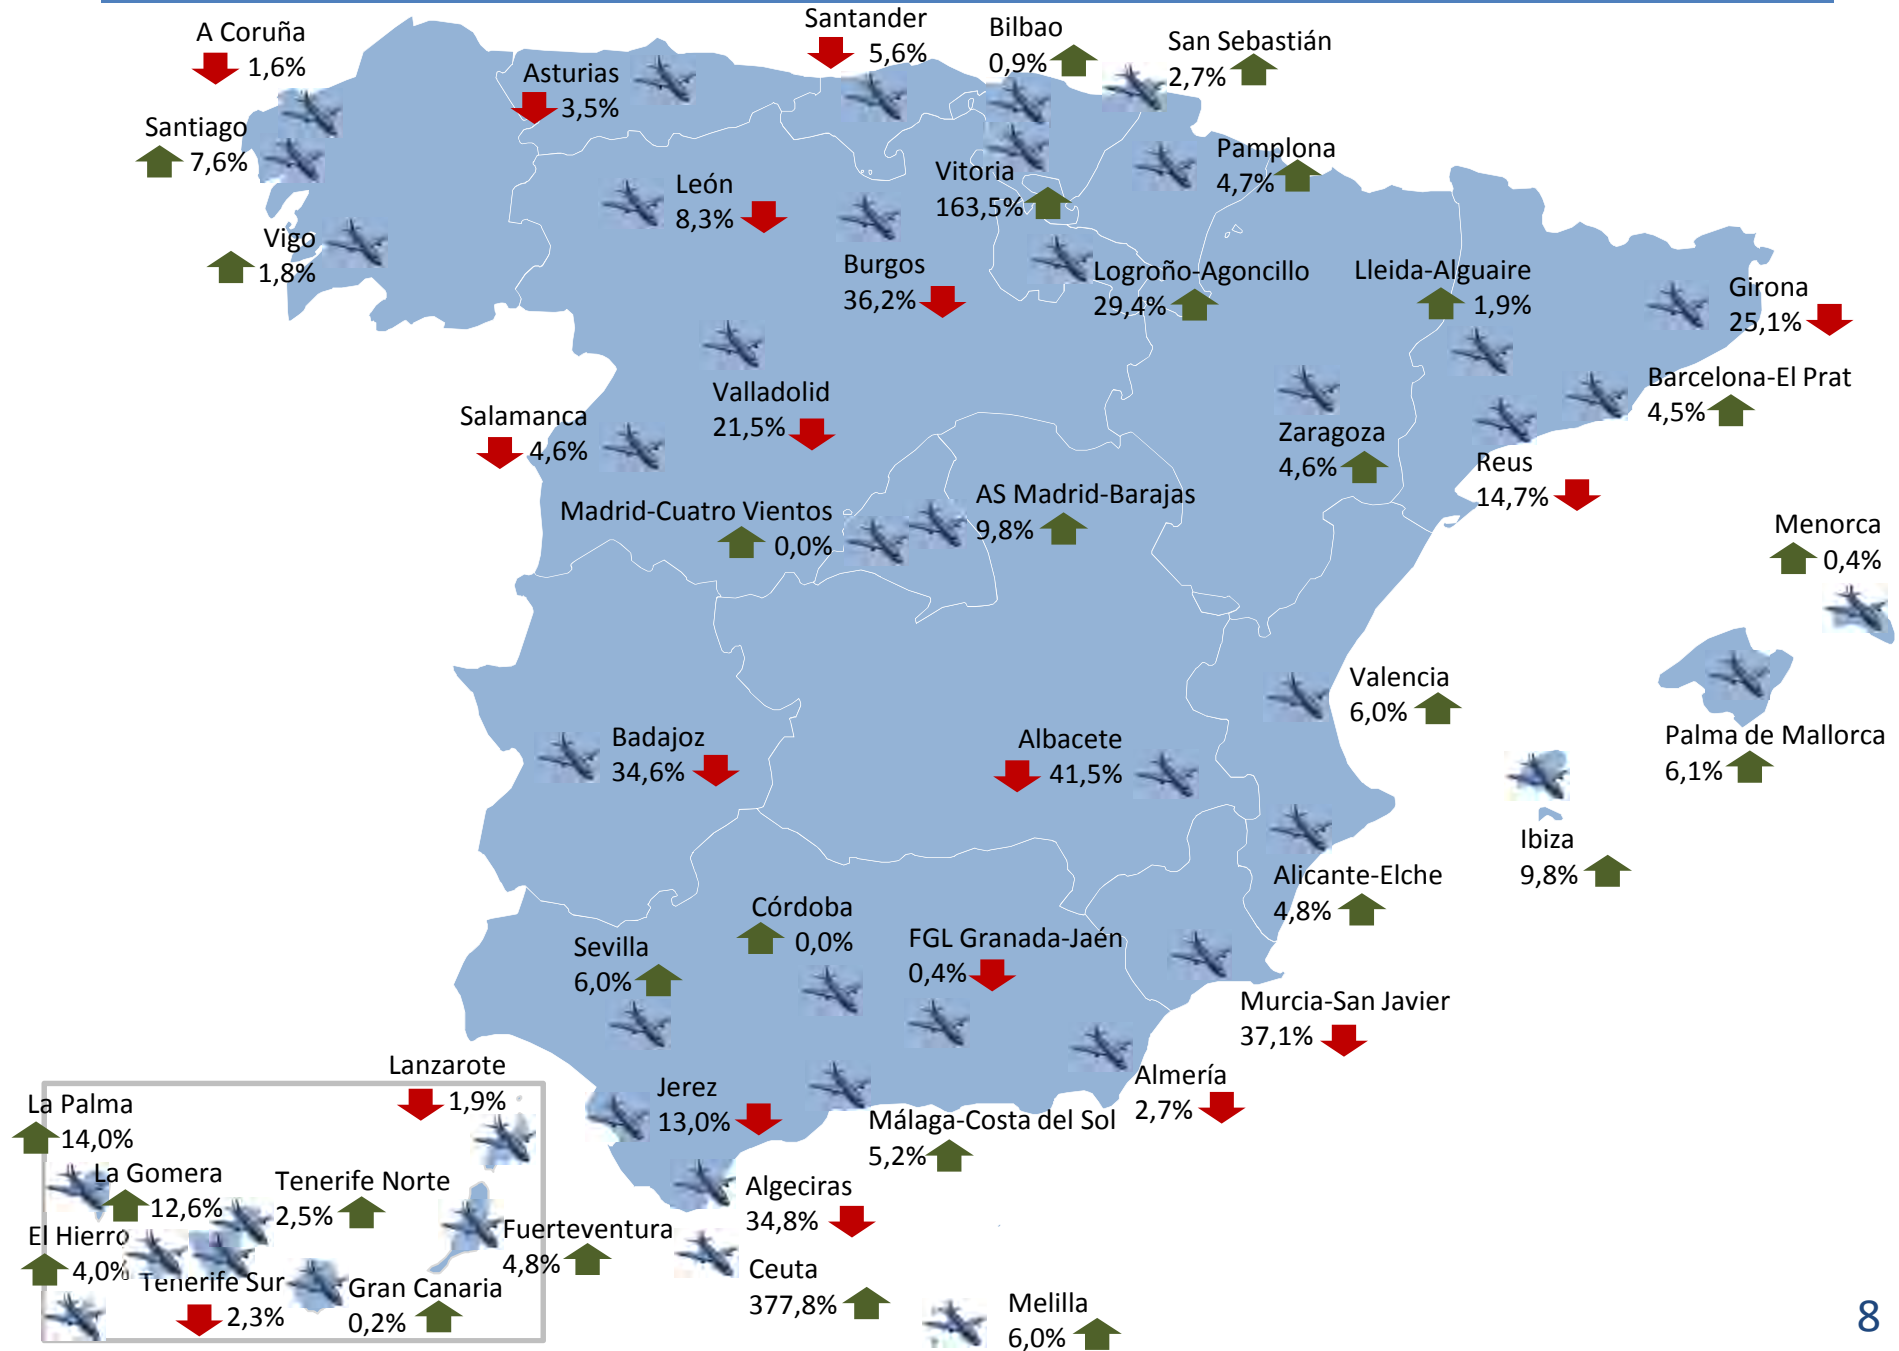 A Coruña
1,6%
Santander
5,6%
Bilbao
0,9%
San Sebastián
2,7%
Asturias
3,5%
Santiago
7,6%
León
8,3%
Vitoria
163,5%
Pamplona
4,7%
Vigo
1,8%
Burgos
36,2%
Logroño-Agoncillo
29,4%
Lleida-Alguaire
1,9%
Girona
25,1%
Valladolid
21,5%
Barcelona-El Prat
4,5%
Salamanca
4,6%
Zaragoza
4,6%
Reus
14,7%
Madrid-Cuatro Vientos
0,0%
AS Madrid-Barajas
9,8%
Menorca
0,4%
Valencia
6,0%
Palma de Mallorca
6,1%
Badajoz
34,6%
Albacete
41,5%
Ibiza
9,8%
Alicante-Elche
4,8%
Córdoba
0,0%
Sevilla
6,0%
FGL Granada-Jaén
0,4%
Murcia-San Javier
37,1%
Lanzarote
1,9%
Jerez
13,0%
Almería
2,7%
La Palma
14,0%
Málaga-Costa del Sol
5,2%
La Gomera
12,6%
Tenerife Norte
2,5%
Algeciras
34,8%
El Hierro
4,0%
Fuerteventura
4,8%
Tenerife Sur
2,3%
Gran Canaria
0,2%
Ceuta
377,8%
Melilla
6,0%
8